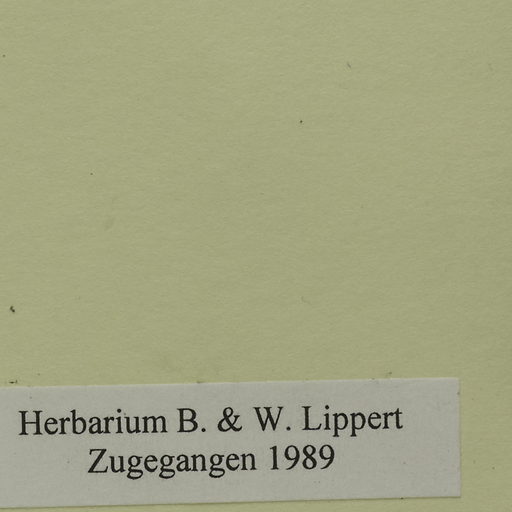 Herbarium B. & W. Lippert
Zugegangen 1989